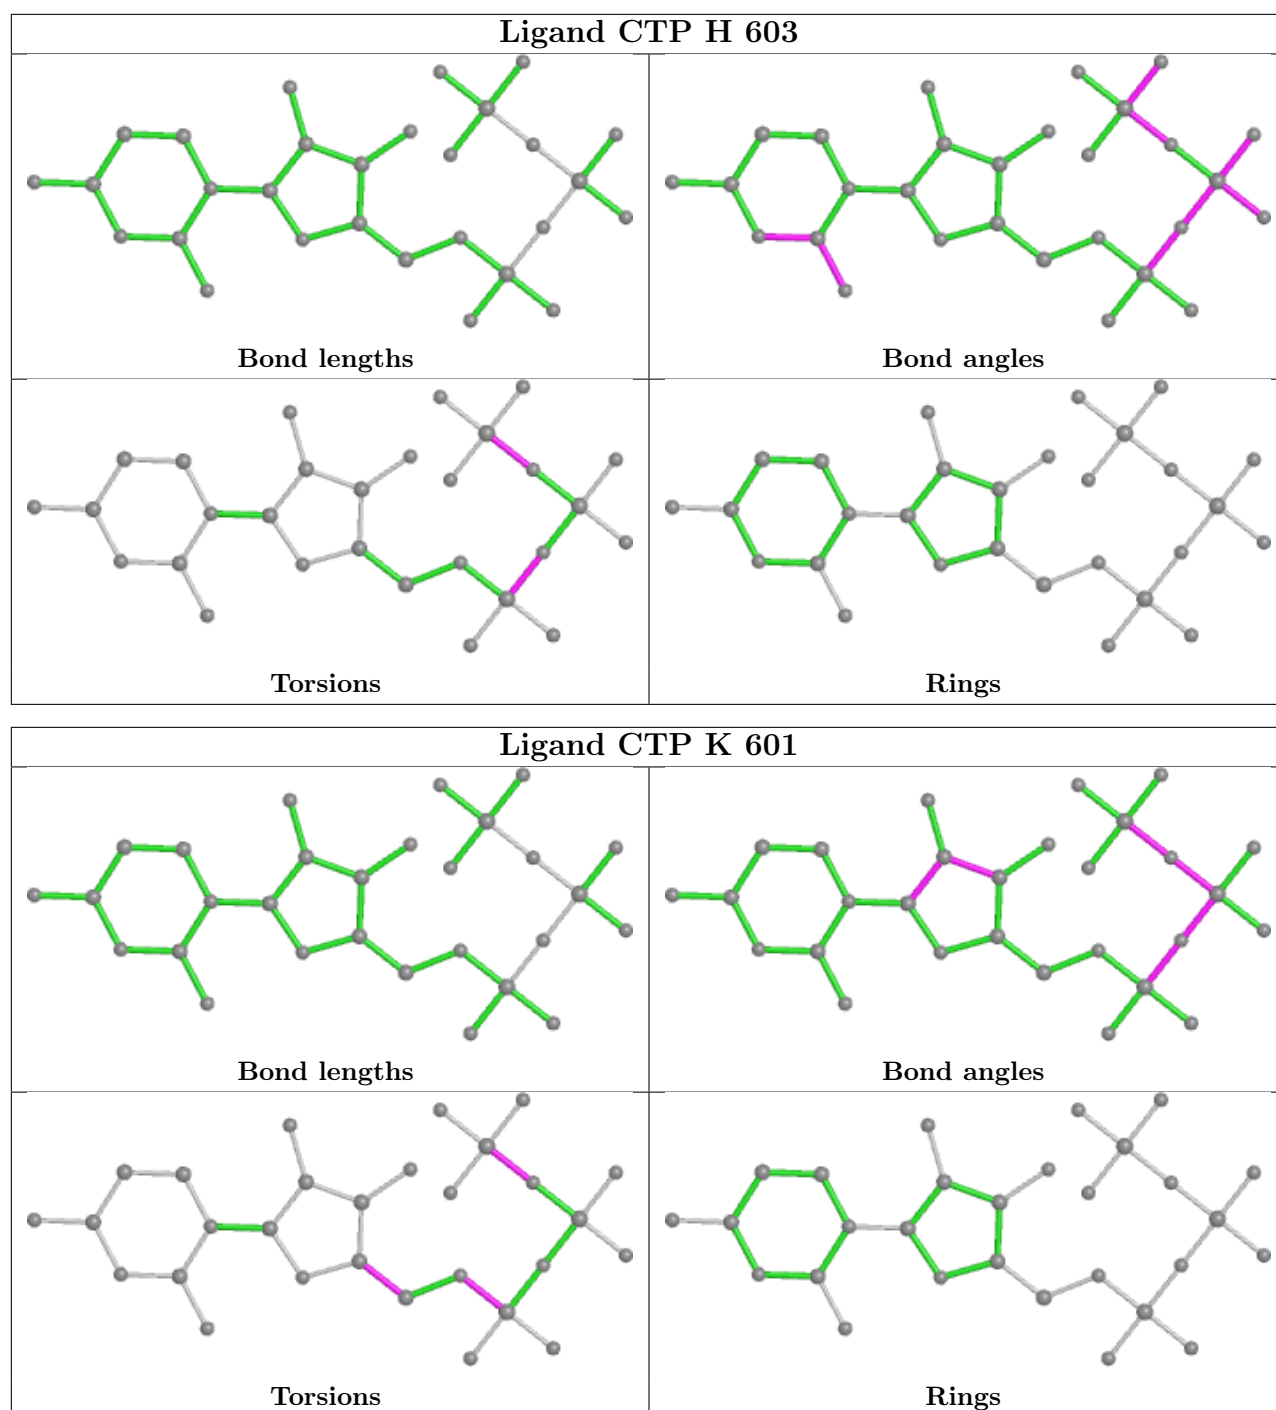 Ligand CTP H 603
Bond lengths
Bond angles
Torsions
Rings
Ligand CTP K 601
Bond lengths
Bond angles
Torsions
Rings